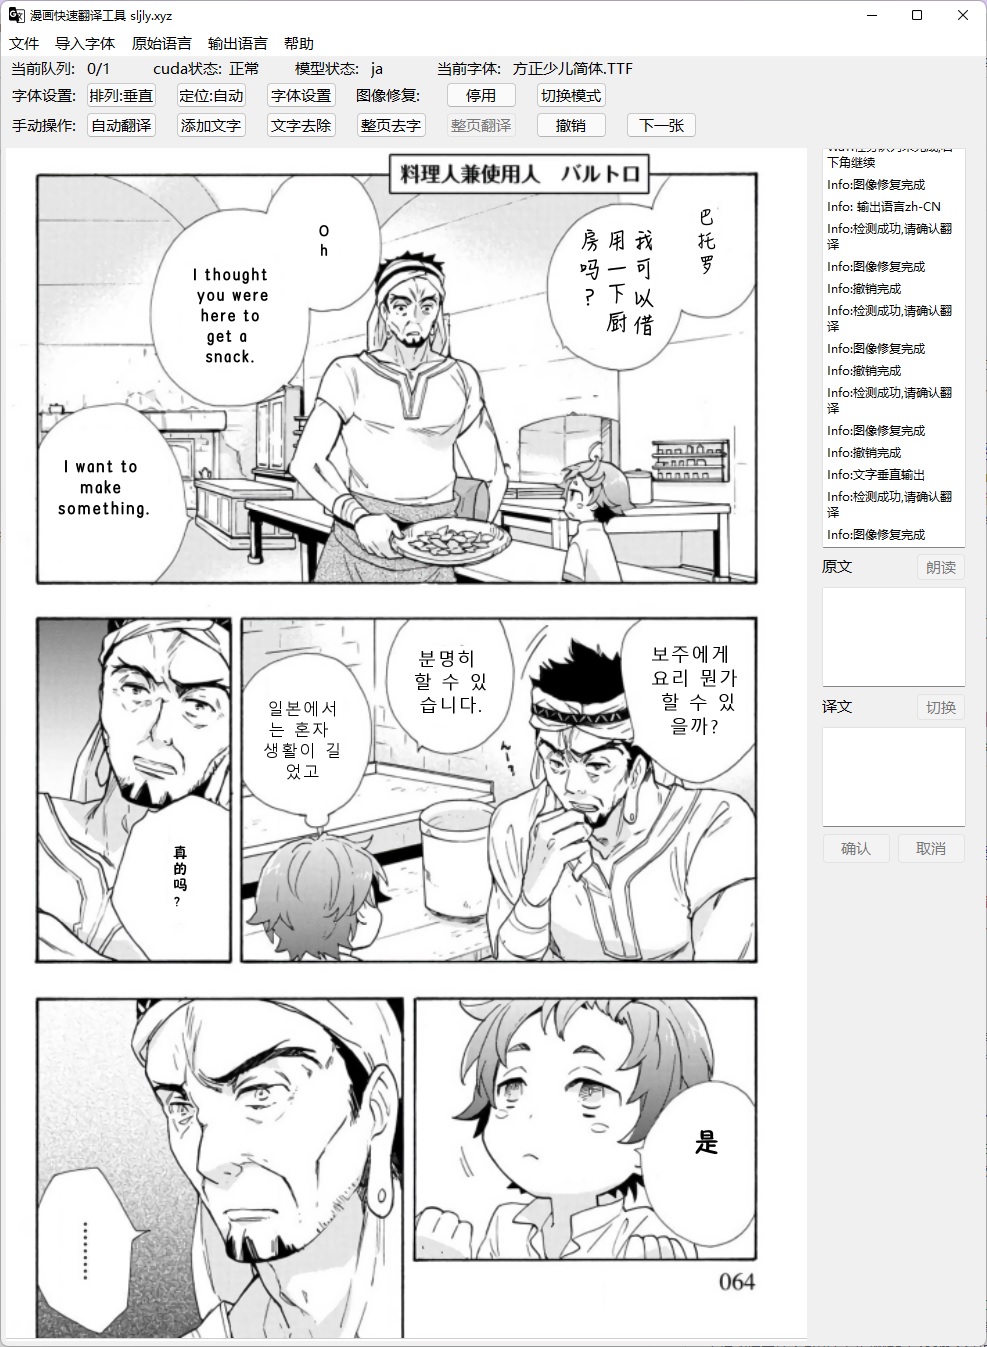 漫画快速翻译工具 sljly.xyz
文件 导入字体 原始语言 输出语言 帮助
当前队列: 0/1 cuda状态: 正常 模型状态: ja 当前字体: 方正少儿简体.TTF
字体设置: 排列:垂直 定位:自动 字体设置 图像修复: 停用 切换模式
手动操作: 自动翻译 添加文字 文字去除 整页去字 整页翻译 撤销 下一张
料理人兼使用人 バルトロ
巴托罗
我可以借
用一下厨
房吗?
O
h
I thought
you were
here to
get a
snack.
I want to
make
something.
보주에게
요리 뭔가
할 수 있
을까?
분명히
할 수 있
습니다.
일본에서
는 혼자
생활이 길
었고
ん〜?
真的吗?
是
………
064
下角继续
Info:图像修复完成
Info: 输出语言zh-CN
Info:检测成功,请确认翻
译
Info:图像修复完成
Info:撤销完成
Info:检测成功,请确认翻
译
Info:图像修复完成
Info:撤销完成
Info:检测成功,请确认翻
译
Info:图像修复完成
Info:撤销完成
Info:文字垂直输出
Info:检测成功,请确认翻
译
Info:图像修复完成
原文 朗读
译文 切换
确认 取消